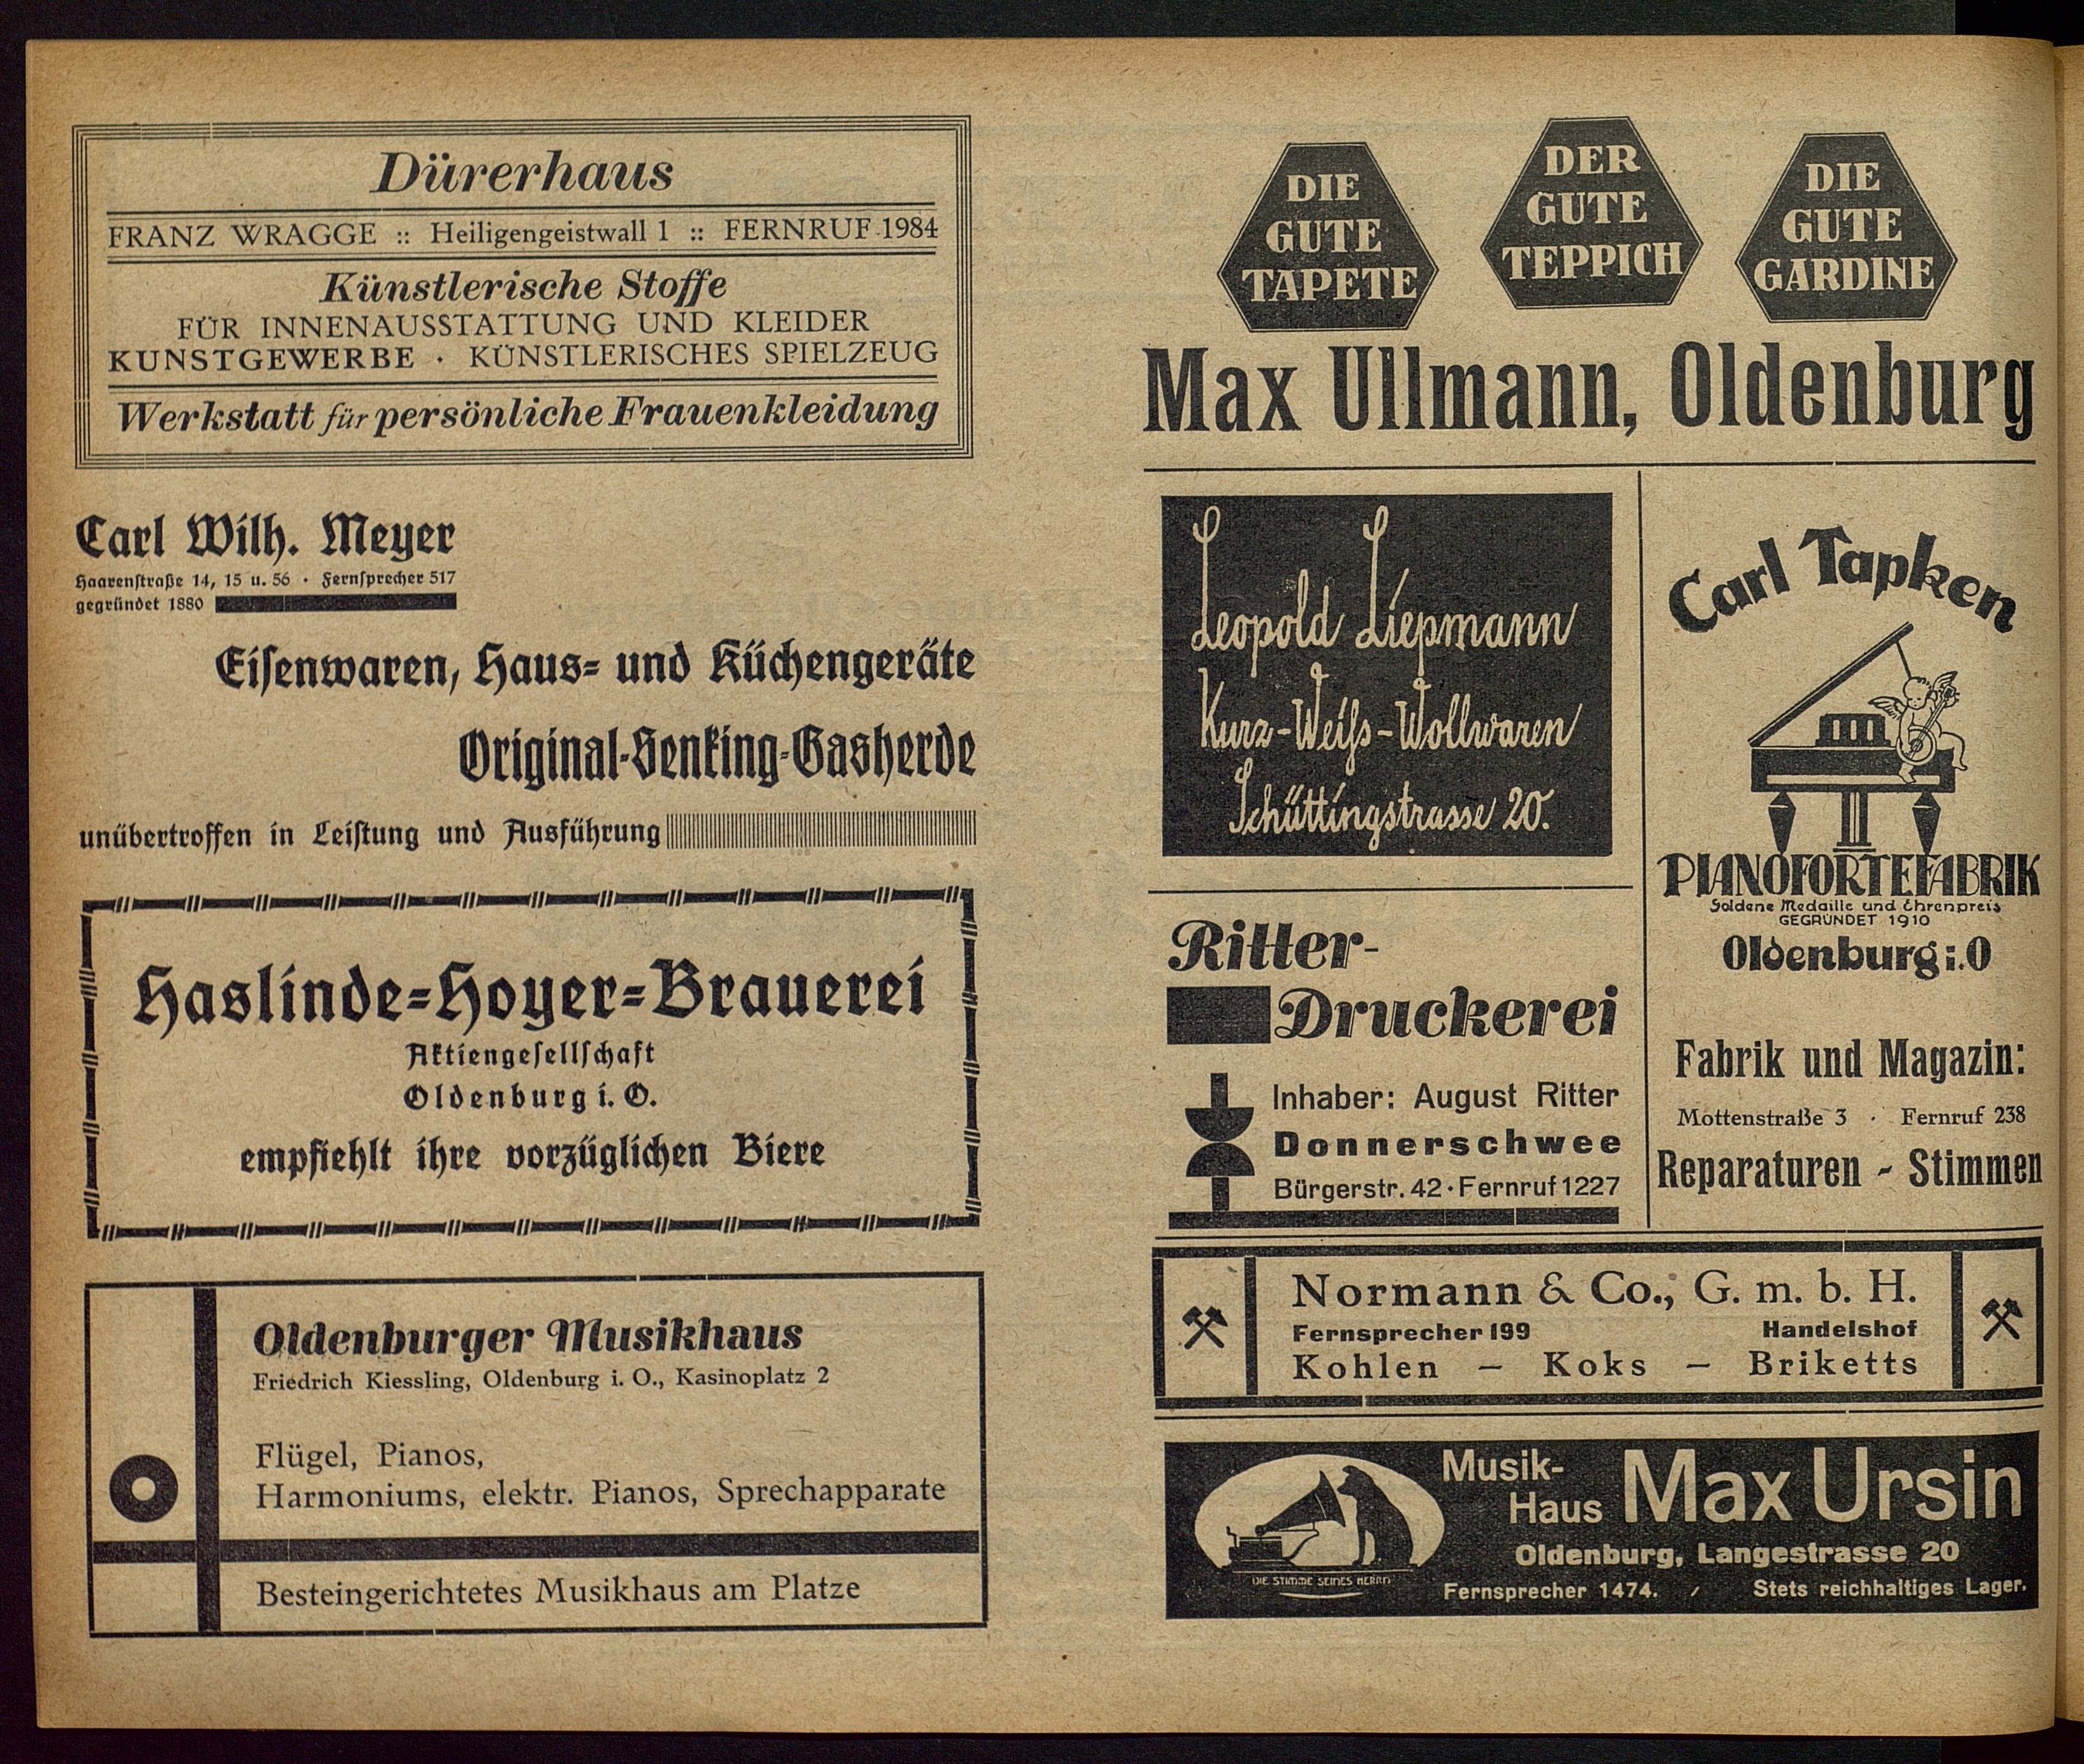 Dürerhaus
FRANZ WRAGGE :: Heiligengeistwall 1 :: FERNRUF 1984
Künstlerische Stoffe
FÜR INNENAUSSTATTUNG UND KLEIDER
KUNSTGEWERBE · KÜNSTLERISCHES SPIELZEUG
Werkstatt für persönliche Frauenkleidung
Carl Wilh. Meyer
Haarenſtraße 14, 15 u. 56 · Fernſprecher 517
gegründet 1880
Eiſenwaren, Haus- und Küchengeräte
Original-Senking-Gasherde
unübertroffen in Leiſtung und Ausführung
Haslinde-Hoyer-Brauerei
Aktiengeſellſchaft
Oldenburg i. O.
empfiehlt ihre vorzüglichen Biere
Oldenburger Musikhaus
Friedrich Kiessling, Oldenburg i. O., Kasinoplatz 2
Flügel, Pianos,
Harmoniums, elektr. Pianos, Sprechapparate
Besteingerichtetes Musikhaus am Platze
DIE
GUTE
TAPETE
DER
GUTE
TEPPICH
DIE
GUTE
GARDINE
Max Ullmann, Oldenburg
Leopold Liepmann
Kurz-Weiß-Wollwaren
Schüttingstrasse 20.
Carl Tapken
PIANOFORTEFABRIK
Goldene Medaille und Ehrenpreis
GEGRÜNDET 1910
Oldenburg i.O
Fabrik und Magazin:
Mottenstraße 3 · Fernruf 238
Reparaturen - Stimmen
Ritter-
Druckerei
Inhaber: August Ritter
Donnerschwee
Bürgerstr. 42 · Fernruf 1227
Normann & Co., G. m. b. H.
Fernsprecher 199 Handelshof
Kohlen – Koks – Briketts
Musik-
Haus Max Ursin
Oldenburg, Langestrasse 20
Fernsprecher 1474. / Stets reichhaltiges Lager.
DIE STIMME SEINES HERRN